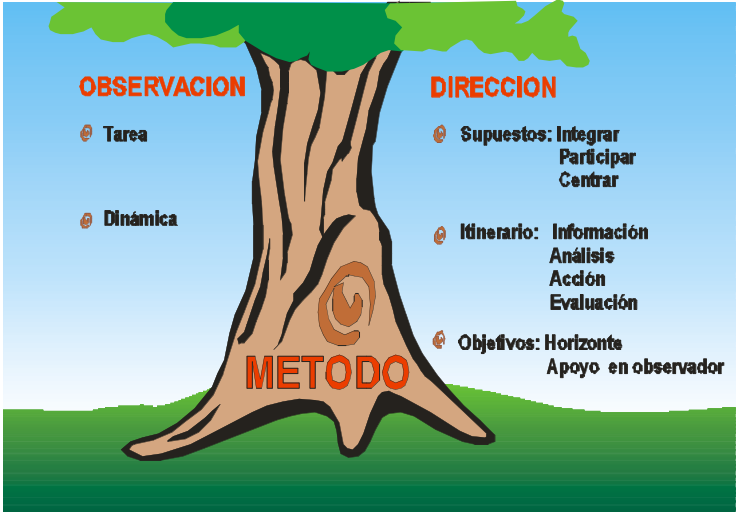 OBSERVACION
Tarea
Dinámica
DIRECCION
Supuestos: Integrar
Participar
Centrar
Itinerario: Información
Análisis
Acción
Evaluación
Objetivos: Horizonte
Apoyo en observador
METODO